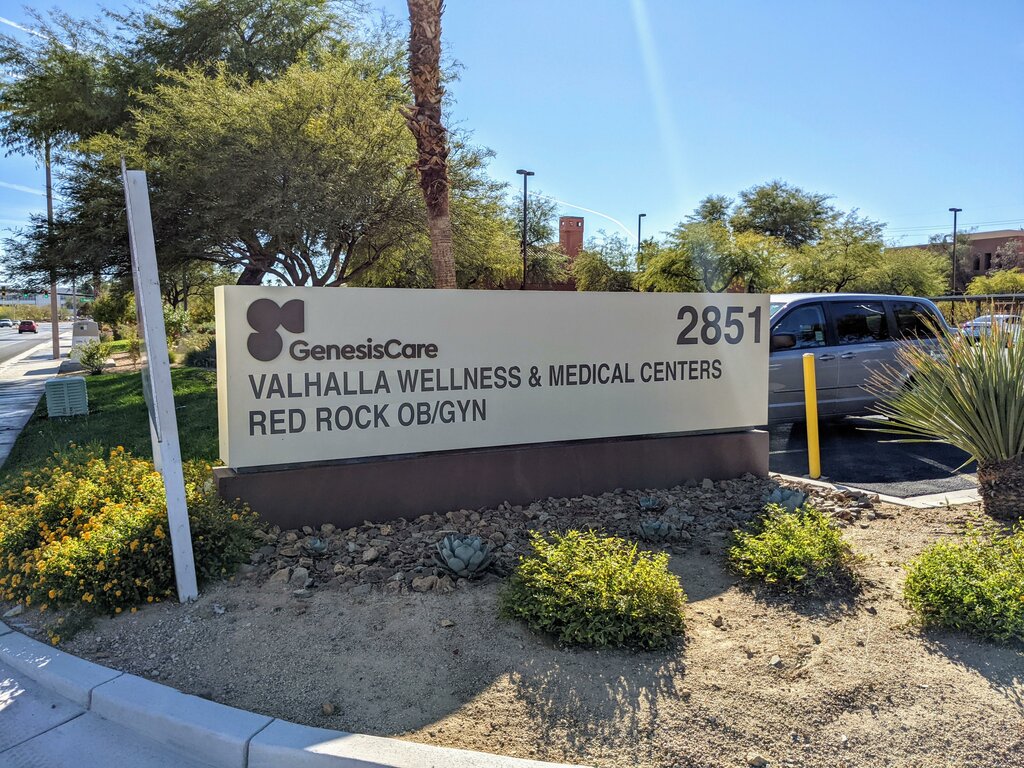 GenesisCare
2851
VALHALLA WELLNESS & MEDICAL CENTERS
RED ROCK OB/GYN